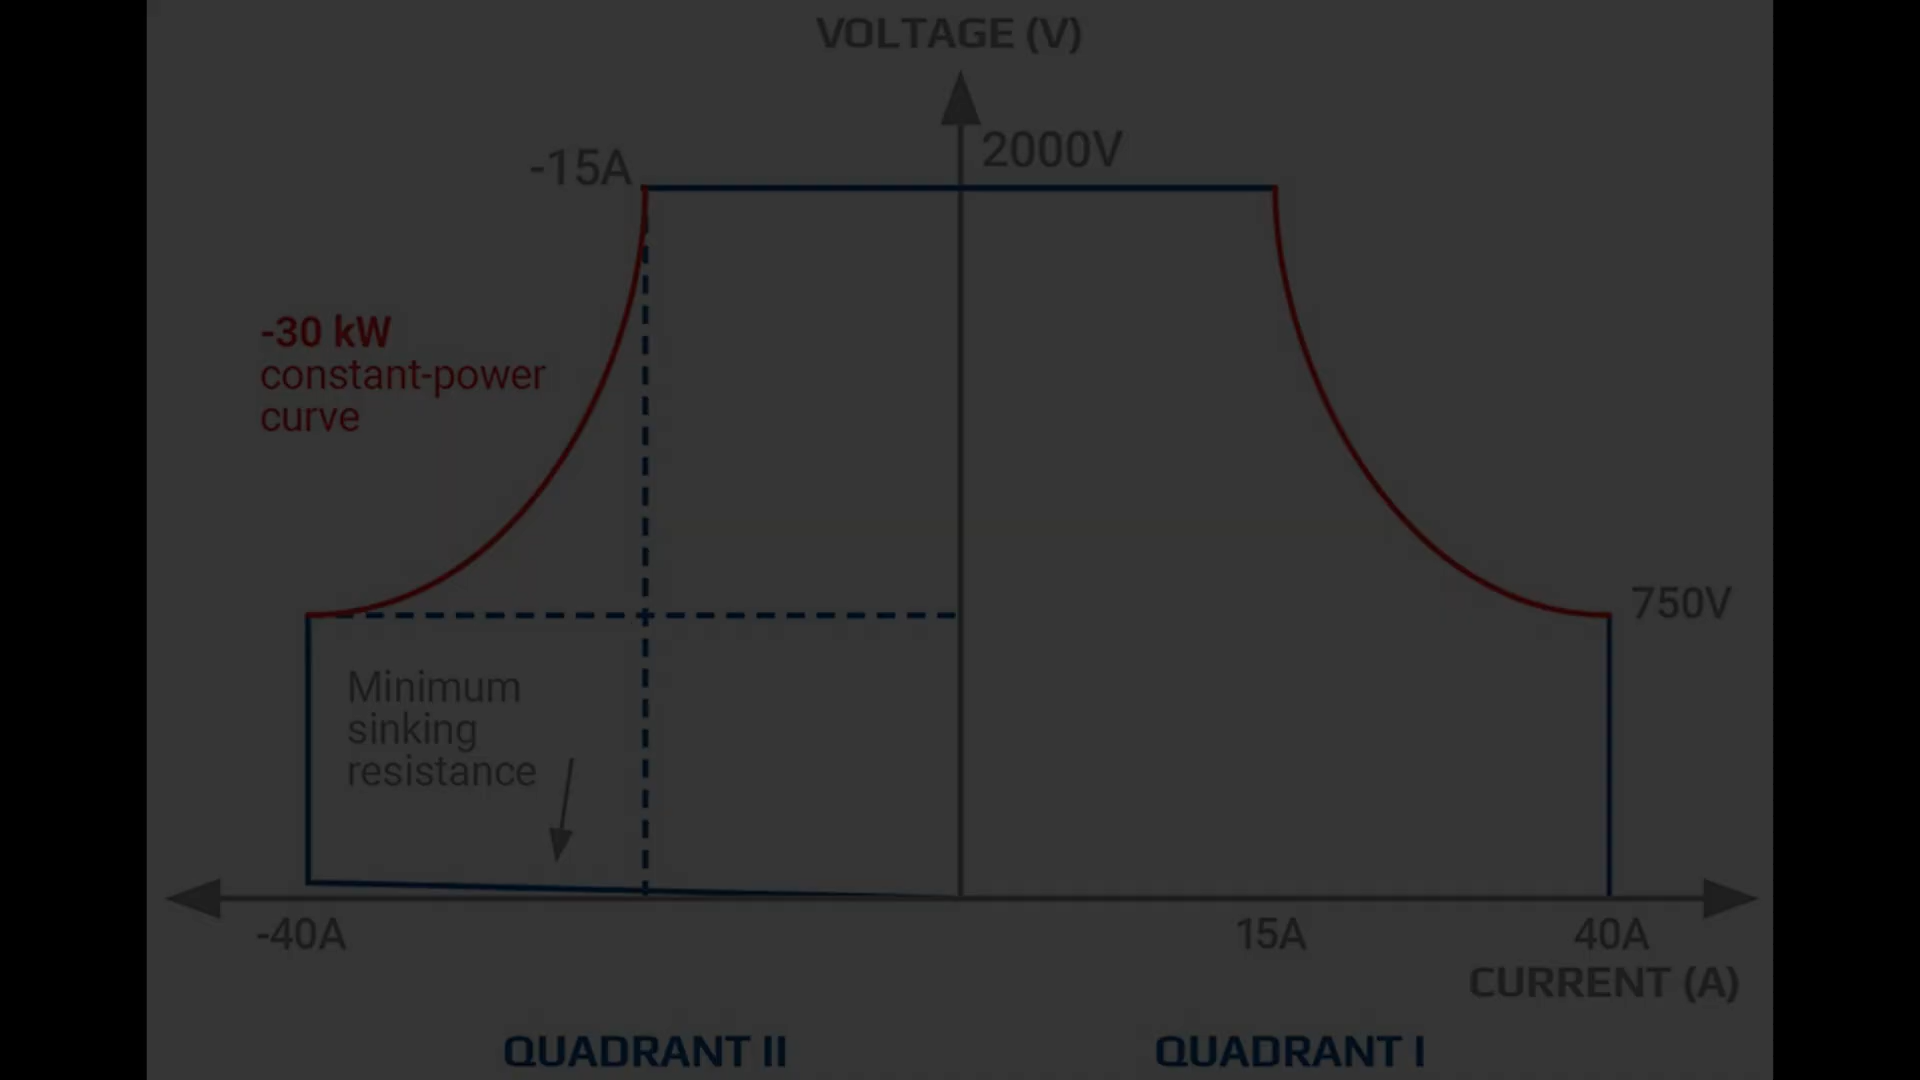 VOLTAGE (V)
2000V
-15A
-30 kW
constant-power
curve
750V
Minimum
sinking
resistance
-40A
15A
40A
CURRENT (A)
QUADRANT II
QUADRANT I